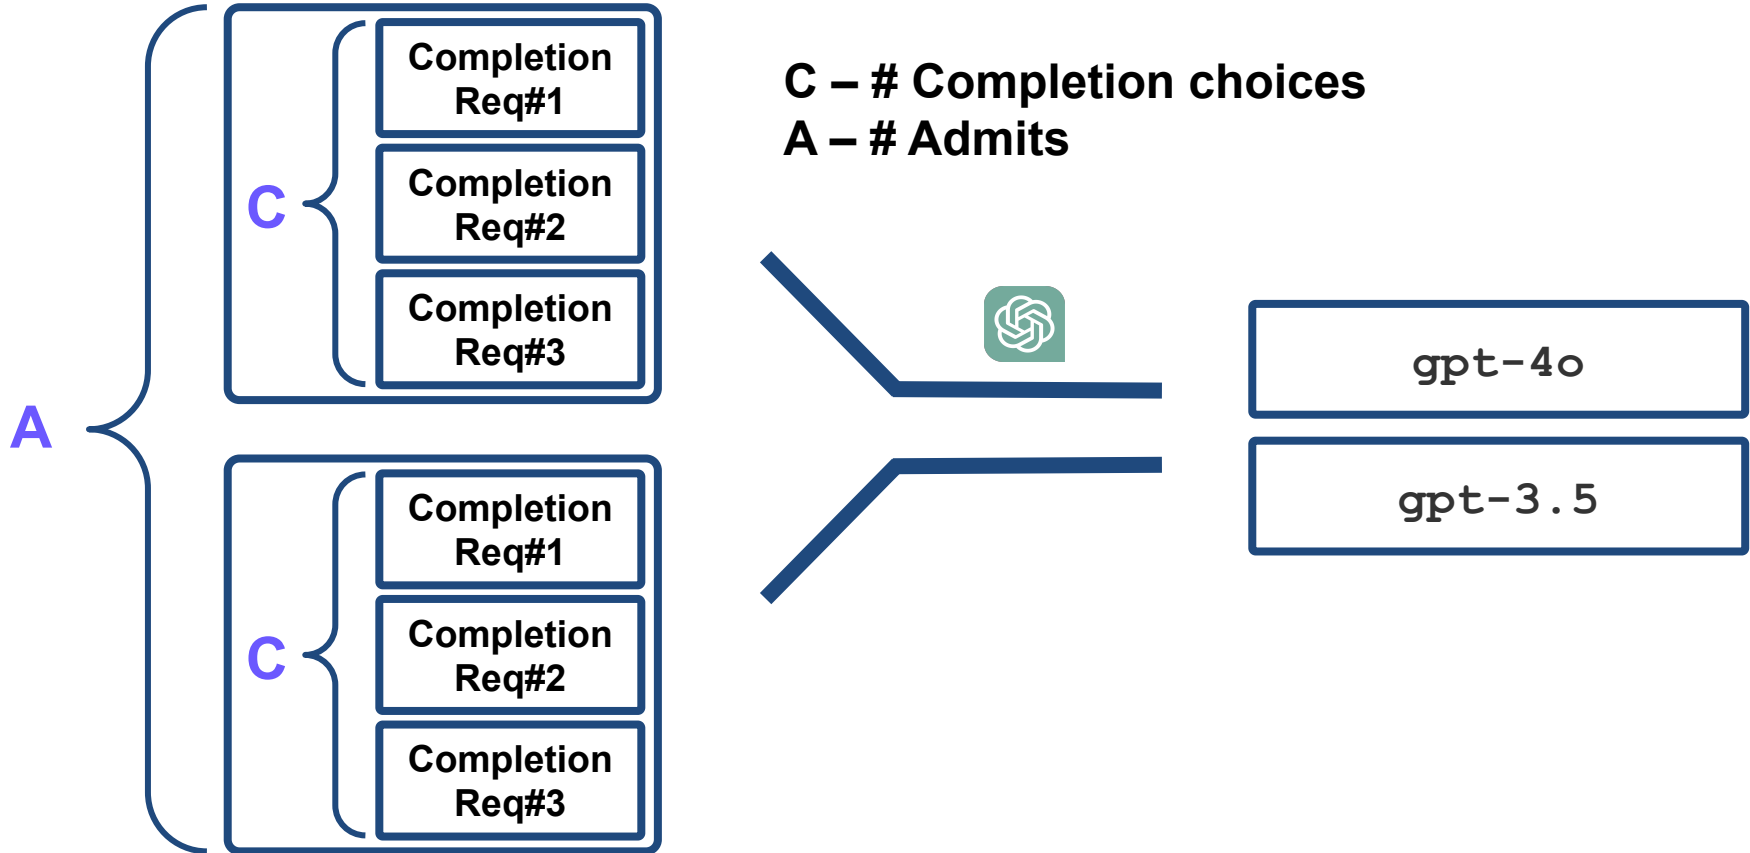 A
C
Completion
Req#1
Completion
Req#2
Completion
Req#3
C
Completion
Req#1
Completion
Req#2
Completion
Req#3
C – # Completion choices
A – # Admits
gpt-4o
gpt-3.5